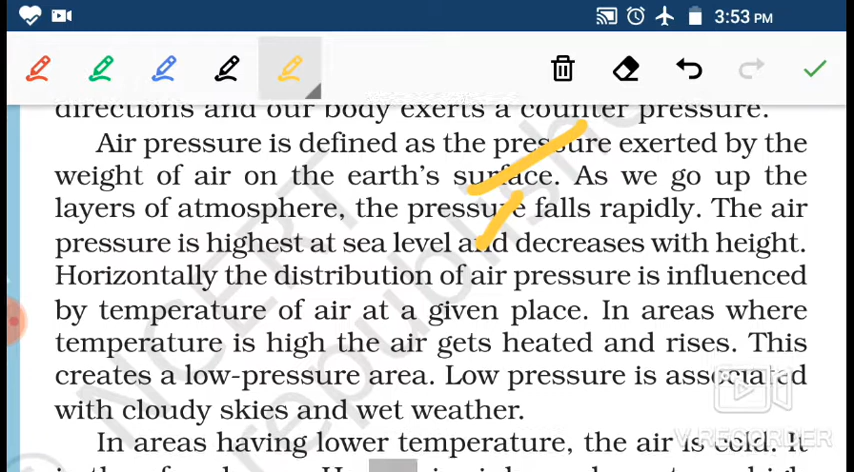 3:53 PM
directions and our body exerts a counter pressure.
Air pressure is defined as the pressure exerted by the
weight of air on the earth's surface. As we go up the
layers of atmosphere, the pressure falls rapidly. The air
pressure is highest at sea level and decreases with height.
Horizontally the distribution of air pressure is influenced
by temperature of air at a given place. In areas where
temperature is high the air gets heated and rises. This
creates a low-pressure area. Low pressure is associated
with cloudy skies and wet weather.
In areas having lower temperature, the air is cold. It
NCERT
republished
V RECORDER